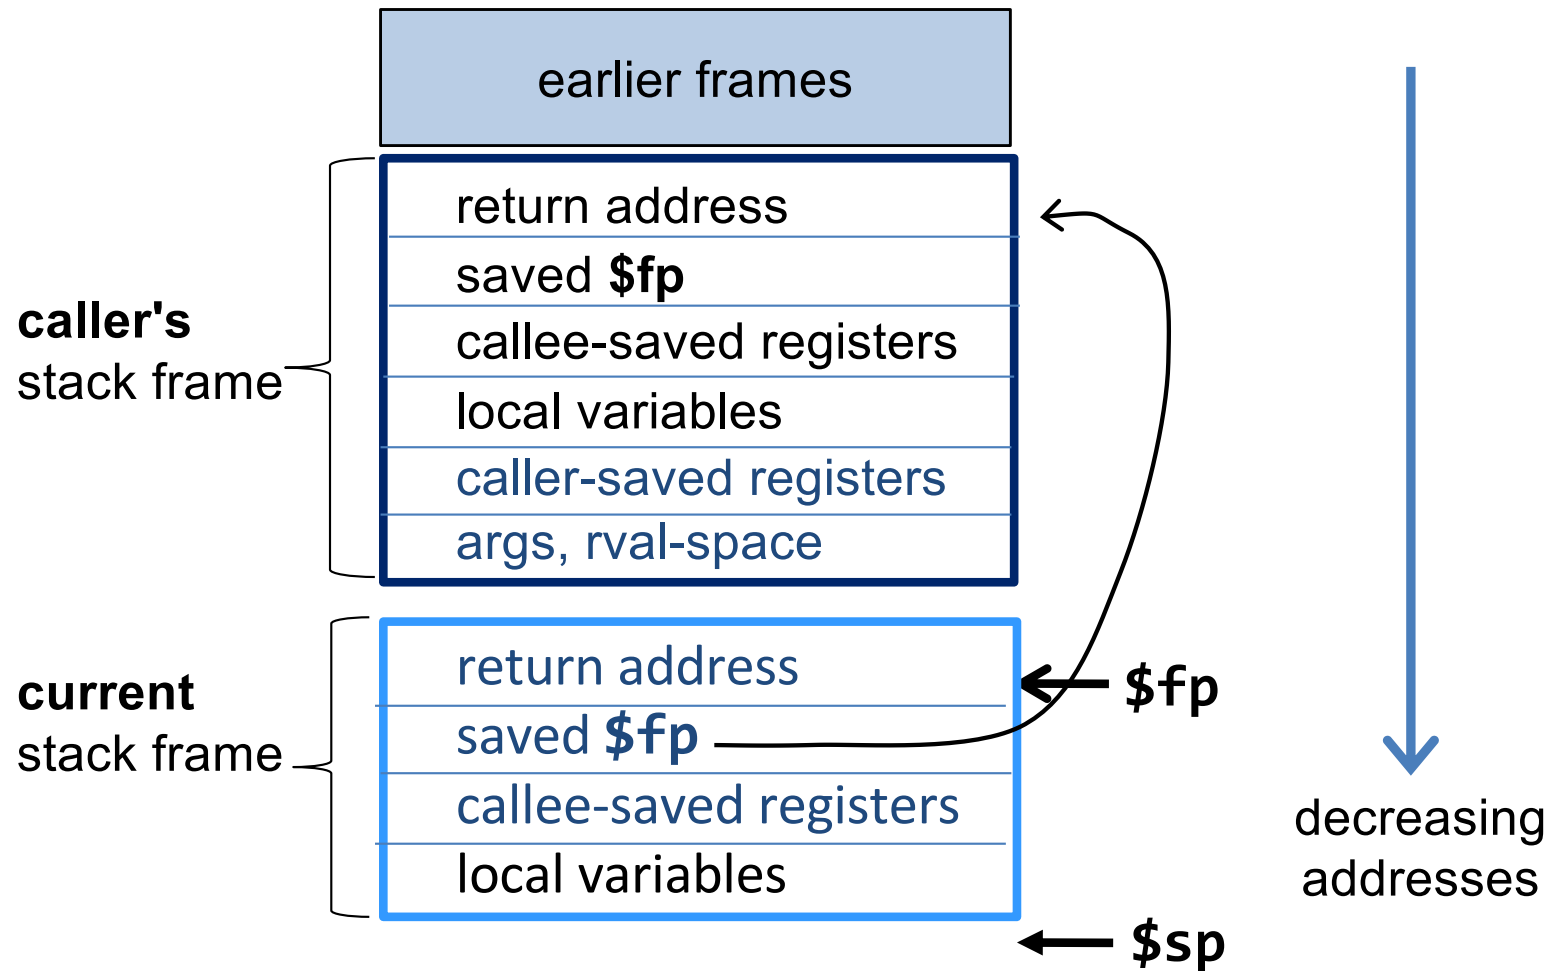 earlier frames
return address
saved $fp
callee-saved registers
local variables
caller-saved registers
args, rval-space
caller's
stack frame
return address
saved $fp
callee-saved registers
local variables
current
stack frame
$fp
$sp
decreasing
addresses